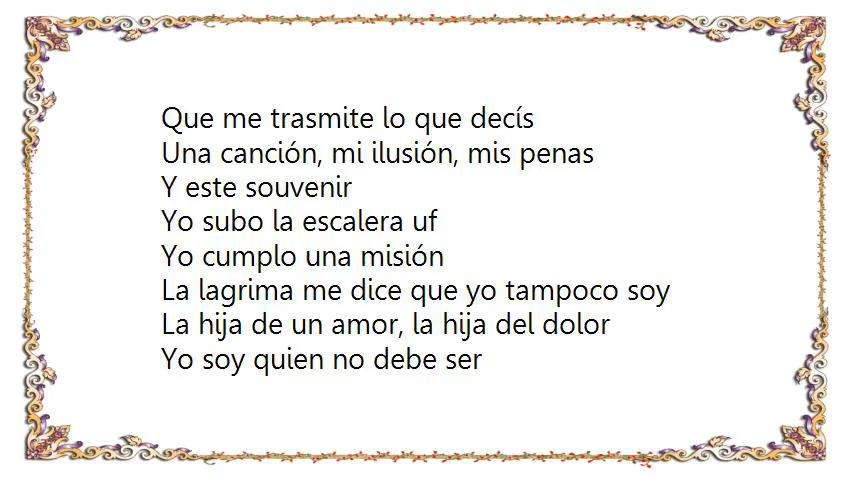 Que me trasmite lo que decís
Una canción, mi ilusión, mis penas
Y este souvenir
Yo subo la escalera uf
Yo cumplo una misión
La lagrima me dice que yo tampoco soy
La hija de un amor, la hija del dolor
Yo soy quien no debe ser